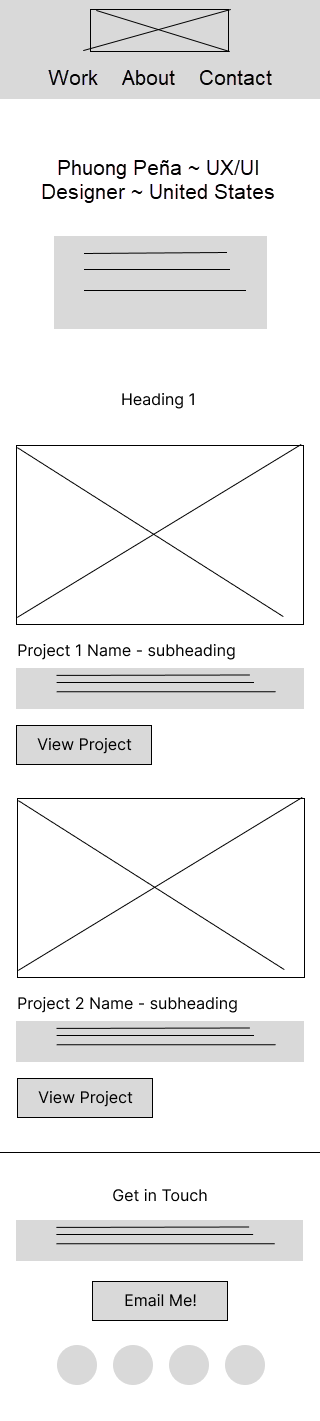 Work About Contact
Phuong Peña ~ UX/UI
Designer ~ United States
Heading 1
Project 1 Name - subheading
View Project
Project 2 Name - subheading
View Project
Get in Touch
Email Me!